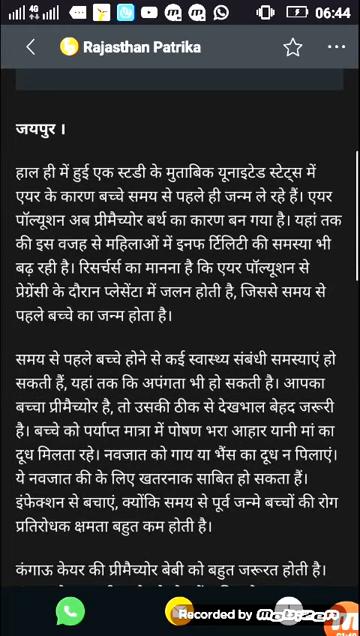 4G
06:44
Rajasthan Patrika
जयपुर ।
हाल ही में हुई एक स्टडी के मुताबिक यूनाइटेड स्टेट्स में
एयर के कारण बच्चे समय से पहले ही जन्म ले रहे हैं। एयर
पॉल्यूशन अब प्रीमैच्योर बर्थ का कारण बन गया है। यहां तक
की इस वजह से महिलाओं में इनफ र्टिलिटी की समस्या भी
बढ़ रही है। रिसर्चर्स का मानना है कि एयर पॉल्यूशन से
प्रेग्नेंसी के दौरान प्लेसेंटा में जलन होती है, जिससे समय से
पहले बच्चे का जन्म होता है।
समय से पहले बच्चे होने से कई स्वास्थ्य संबंधी समस्याएं हो
सकती हैं, यहां तक कि अपंगता भी हो सकती है। आपका
बच्चा प्रीमैच्योर है, तो उसकी ठीक से देखभाल बेहद जरूरी
है। बच्चे को पर्याप्त मात्रा में पोषण भरा आहार यानी मां का
दूध मिलता रहे। नवजात को गाय या भैंस का दूध न पिलाएं।
ये नवजात की के लिए खतरनाक साबित हो सकता हैं।
इंफेक्शन से बचाएं, क्योंकि समय से पूर्व जन्मे बच्चों की रोग
प्रतिरोधक क्षमता बहुत कम होती है।
कंगाऊ केयर की प्रीमैच्योर बेबी को बहुत जरूरत होती है।
Recorded by mobizen